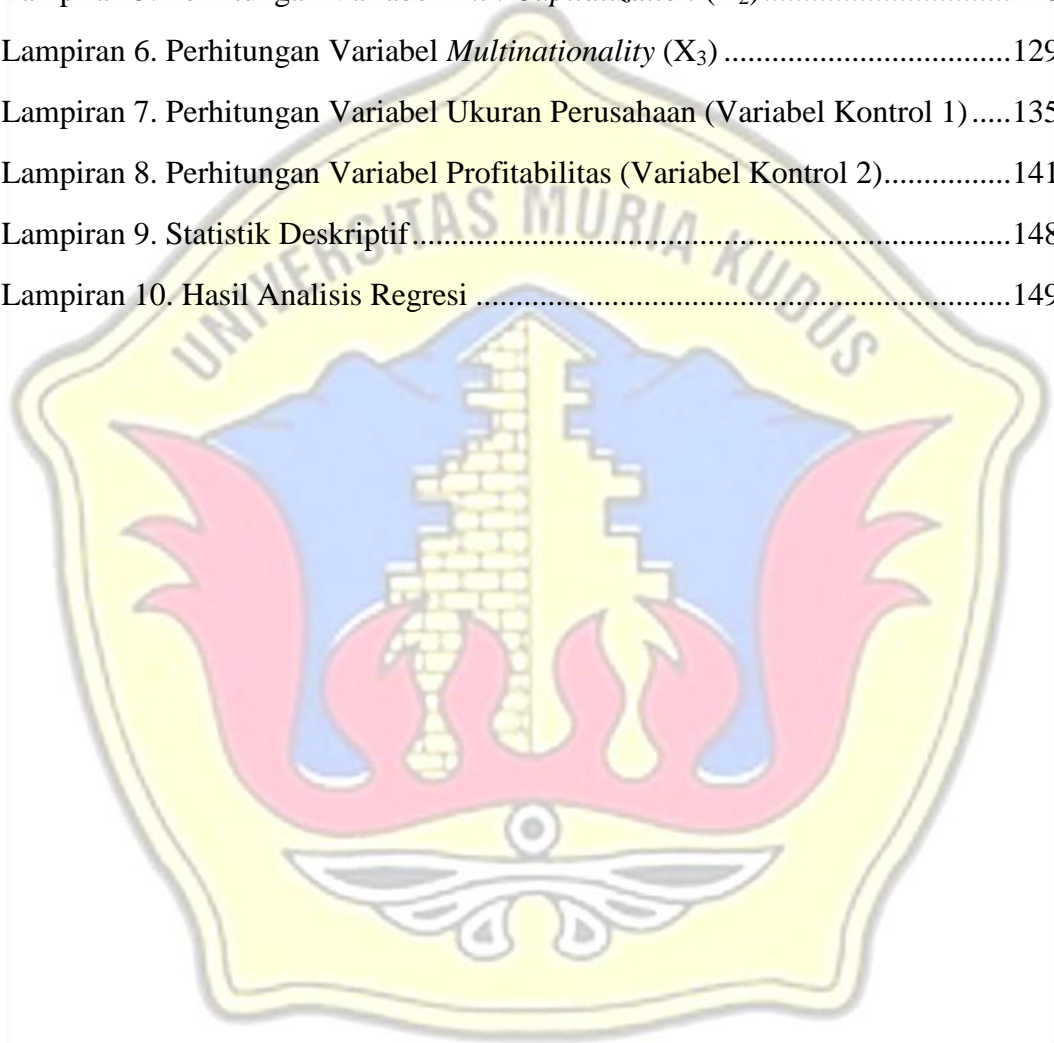 Lampiran 6. Perhitungan Variabel Multinationality (X₃) ....................................129
Lampiran 7. Perhitungan Variabel Ukuran Perusahaan (Variabel Kontrol 1) .....135
Lampiran 8. Perhitungan Variabel Profitabilitas (Variabel Kontrol 2)................141
Lampiran 9. Statistik Deskriptif...........................................................................148
Lampiran 10. Hasil Analisis Regresi ...................................................................149
UNIVERSITAS MURIA KUDUS